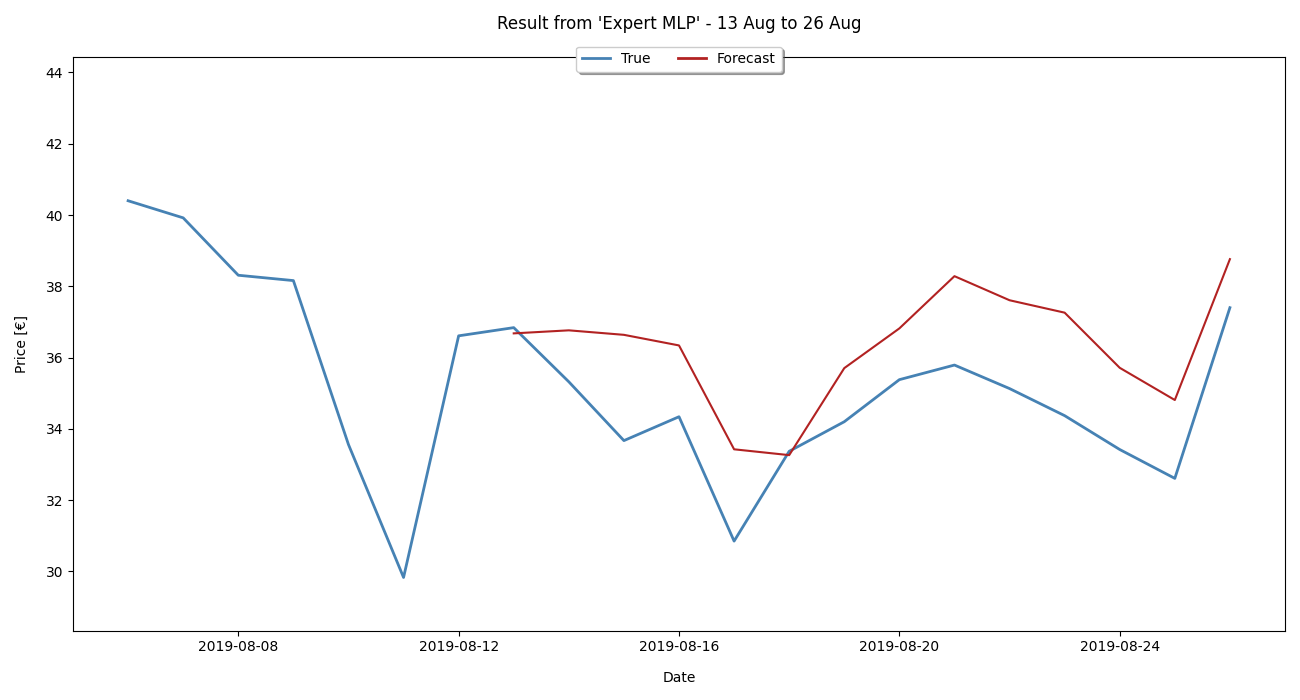 Result from 'Expert MLP' - 13 Aug to 26 Aug
True Forecast
44
42
40
38
36
34
32
30
Price [€]
2019-08-08 2019-08-12 2019-08-16 2019-08-20 2019-08-24
Date